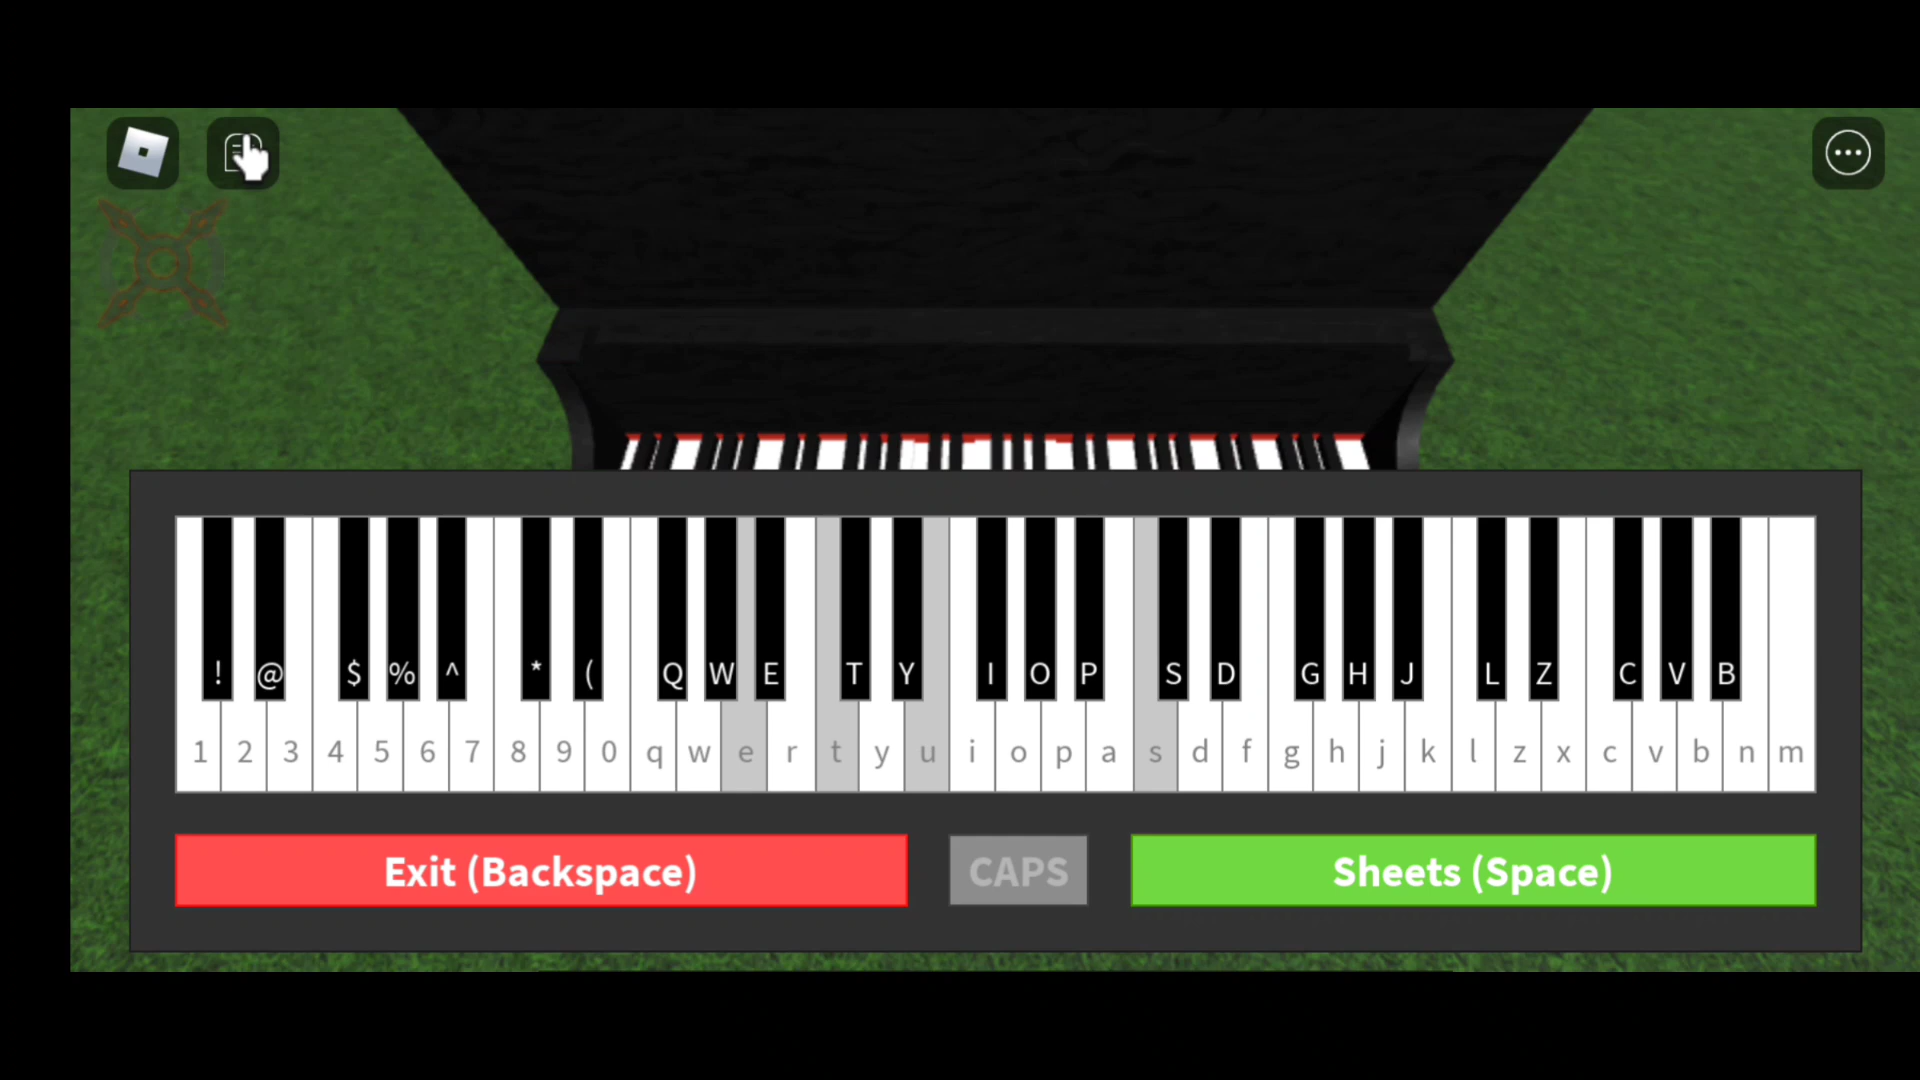 ! @ $ % ^ * ( Q W E T Y I O P S D G H J L Z C V B
1 2 3 4 5 6 7 8 9 0 q w e r t y u i o p a s d f g h j k l z x c v b n m
Exit (Backspace) CAPS Sheets (Space)